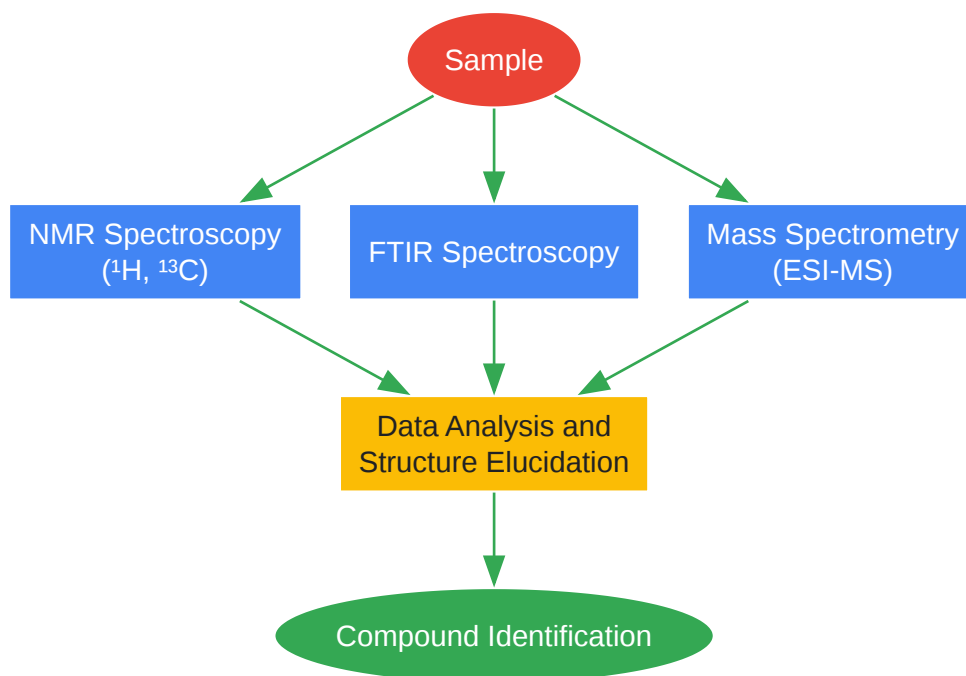 Sample
NMR Spectroscopy
(¹H, ¹³C)
FTIR Spectroscopy
Mass Spectrometry
(ESI-MS)
Data Analysis and
Structure Elucidation
Compound Identification